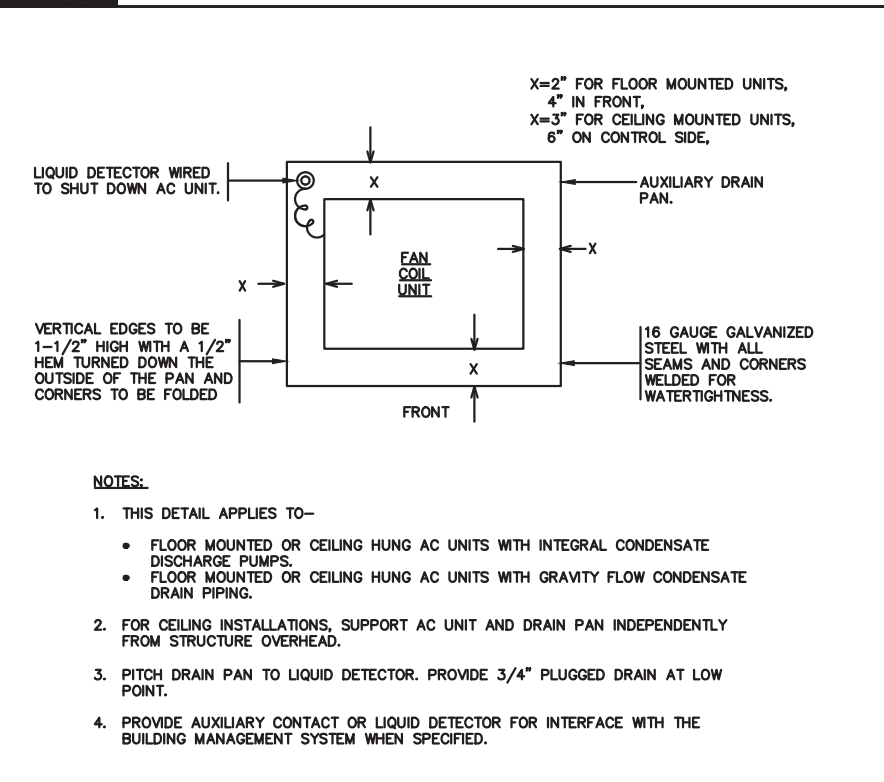 X=2" FOR FLOOR MOUNTED UNITS,
4" IN FRONT,
X=3" FOR CEILING MOUNTED UNITS,
6" ON CONTROL SIDE,
LIQUID DETECTOR WIRED
TO SHUT DOWN AC UNIT.
X
AUXILIARY DRAIN
PAN.
FAN
COIL
UNIT
X
X
VERTICAL EDGES TO BE
1-1/2" HIGH WITH A 1/2"
HEM TURNED DOWN THE
OUTSIDE OF THE PAN AND
CORNERS TO BE FOLDED
16 GAUGE GALVANIZED
STEEL WITH ALL
SEAMS AND CORNERS
WELDED FOR
WATERTIGHTNESS.
X
FRONT
NOTES:
1. THIS DETAIL APPLIES TO-
• FLOOR MOUNTED OR CEILING HUNG AC UNITS WITH INTEGRAL CONDENSATE
DISCHARGE PUMPS.
• FLOOR MOUNTED OR CEILING HUNG AC UNITS WITH GRAVITY FLOW CONDENSATE
DRAIN PIPING.
2. FOR CEILING INSTALLATIONS, SUPPORT AC UNIT AND DRAIN PAN INDEPENDENTLY
FROM STRUCTURE OVERHEAD.
3. PITCH DRAIN PAN TO LIQUID DETECTOR. PROVIDE 3/4" PLUGGED DRAIN AT LOW
POINT.
4. PROVIDE AUXILIARY CONTACT OR LIQUID DETECTOR FOR INTERFACE WITH THE
BUILDING MANAGEMENT SYSTEM WHEN SPECIFIED.